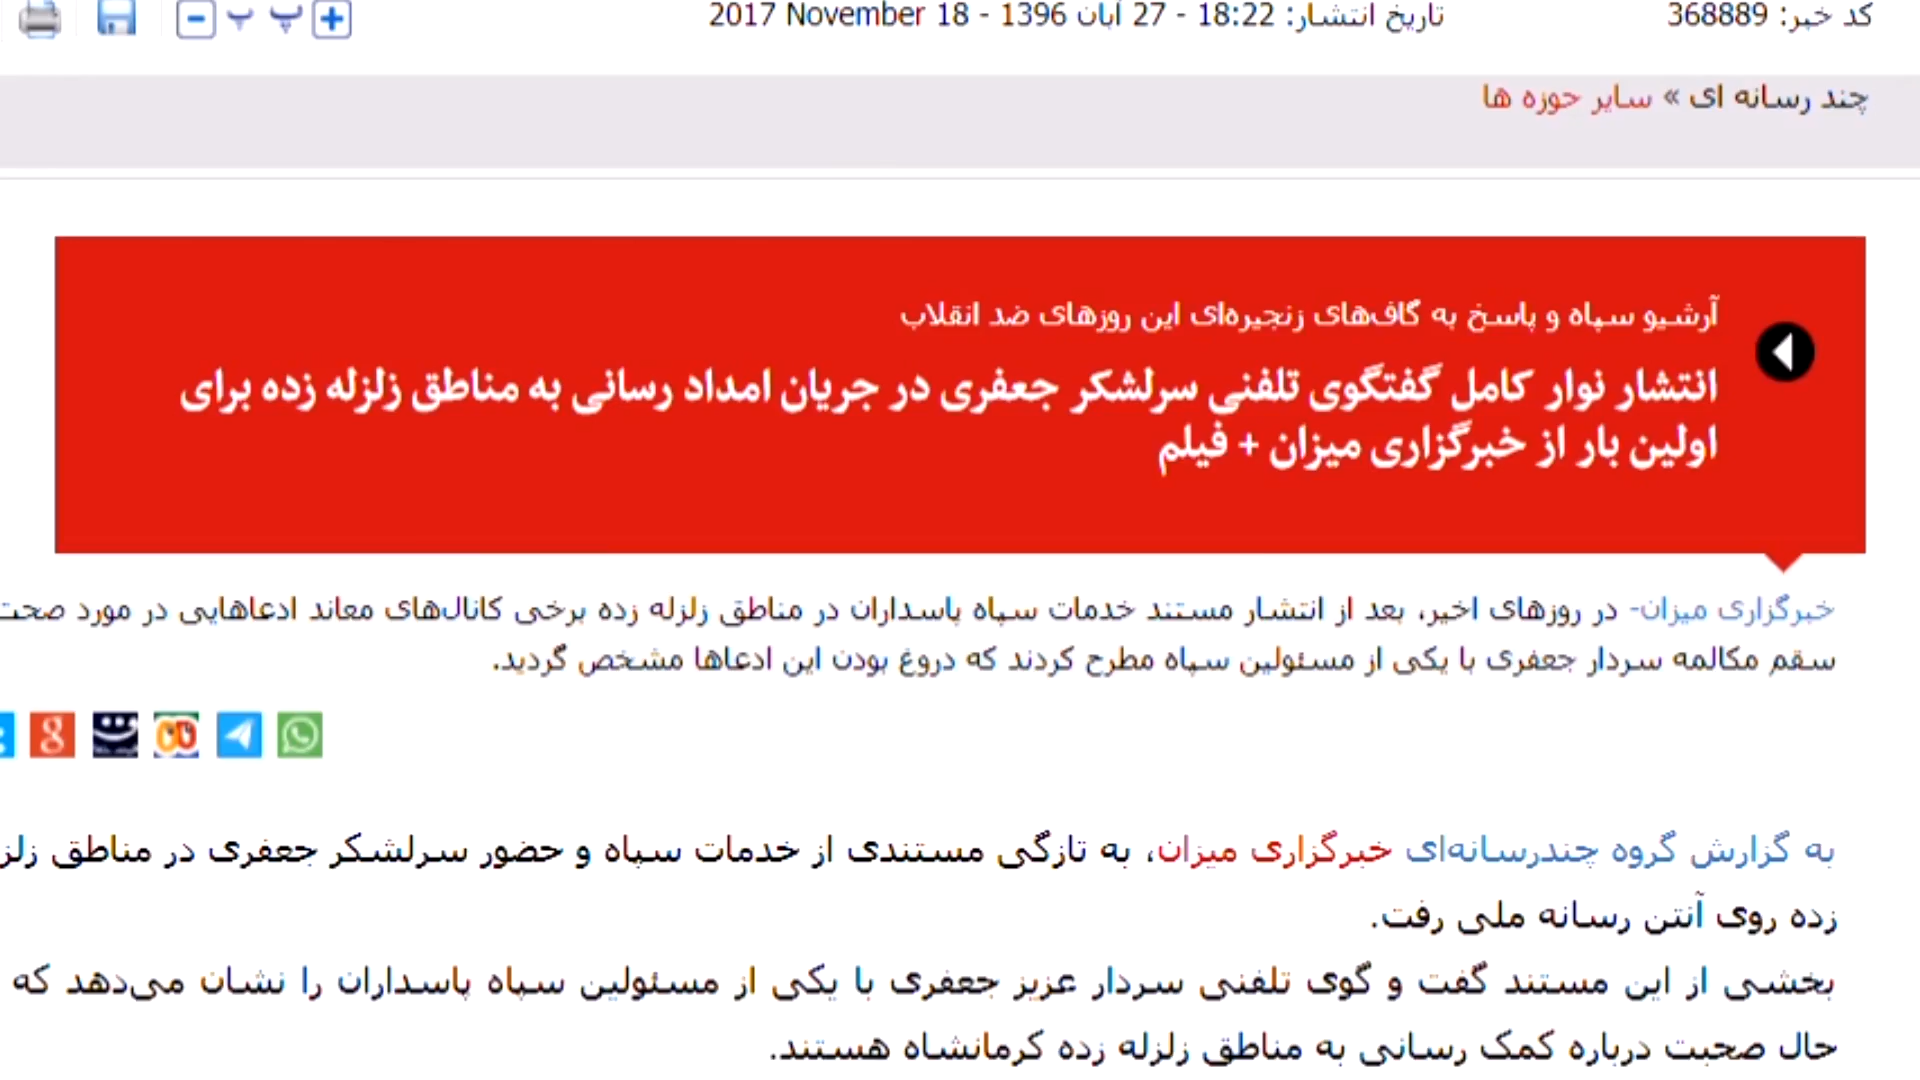 کد خبر: 368889
تاریخ انتشار: 18:22 - 27 آبان 1396 - 18 November 2017
پ پ
چند رسانه ای » سایر حوزه ها
آرشیو سپاه و پاسخ به گاف‌های زنجیره‌ای این روزهای ضد انقلاب
انتشار نوار کامل گفتگوی تلفنی سرلشکر جعفری در جریان امداد رسانی به مناطق زلزله زده برای
اولین بار از خبرگزاری میزان + فیلم
خبرگزاری میزان- در روزهای اخیر، بعد از انتشار مستند خدمات سپاه پاسداران در مناطق زلزله زده برخی کانال‌های معاند ادعاهایی در مورد صحت
سقم مکالمه سردار جعفری با یکی از مسئولین سپاه مطرح کردند که دروغ بودن این ادعاها مشخص گردید.
به گزارش گروه چندرسانه‌ای خبرگزاری میزان، به تازگی مستندی از خدمات سپاه و حضور سرلشکر جعفری در مناطق زلز
زده روی آنتن رسانه ملی رفت.
بخشی از این مستند گفت و گوی تلفنی سردار عزیز جعفری با یکی از مسئولین سپاه پاسداران را نشان می‌دهد که
حال صحبت درباره کمک رسانی به مناطق زلزله زده کرمانشاه هستند.